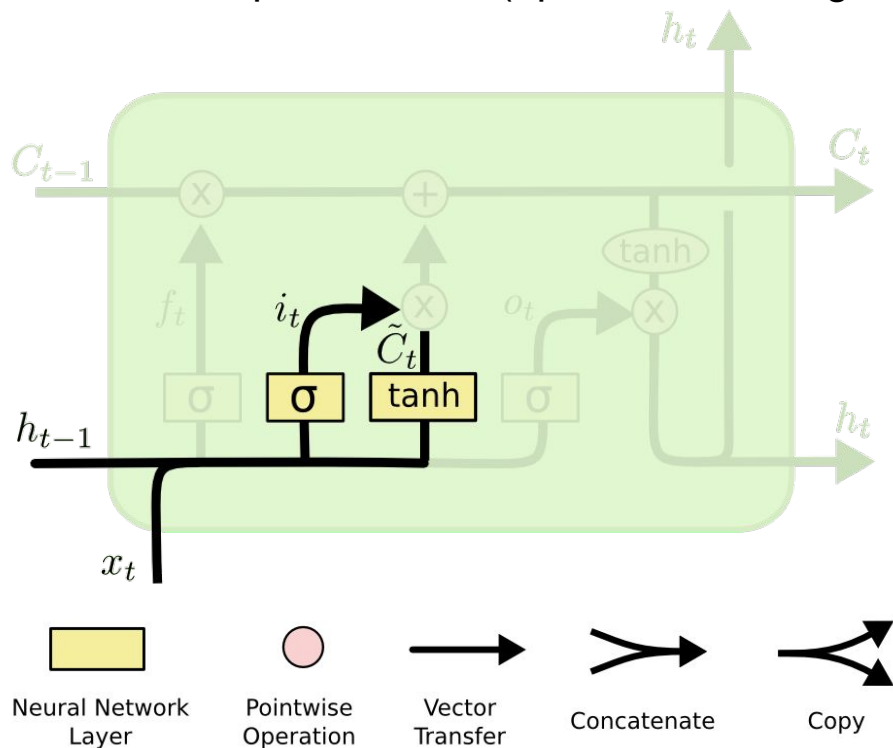 h_t
C_{t-1}
C_t
x
+
tanh
f_t
i_t
x
o_t
x
C̃_t
σ
σ
tanh
σ
h_{t-1}
h_t
x_t
Neural Network
Layer
Pointwise
Operation
Vector
Transfer
Concatenate
Copy